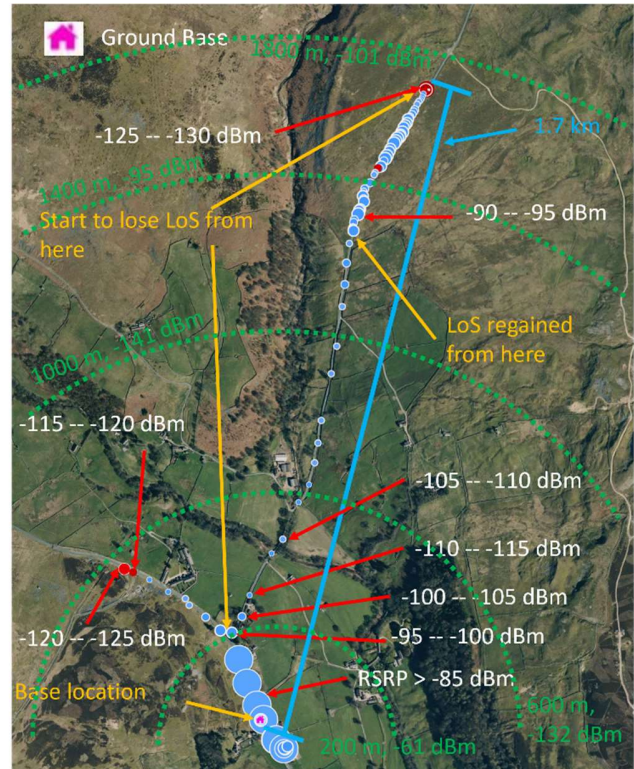 Ground Base
1800 m, -101 dBm
-125 -- -130 dBm
1.7 km
1400 m, -95 dBm
Start to lose LoS from
here
-90 -- -95 dBm
LoS regained
from here
1000 m, -141 dBm
-115 -- -120 dBm
-105 -- -110 dBm
-110 -- -115 dBm
-100 -- -105 dBm
-120 -- -125 dBm
-95 -- -100 dBm
Base location
RSRP > -85 dBm
600 m,
-132 dBm
200 m, -61 dBm